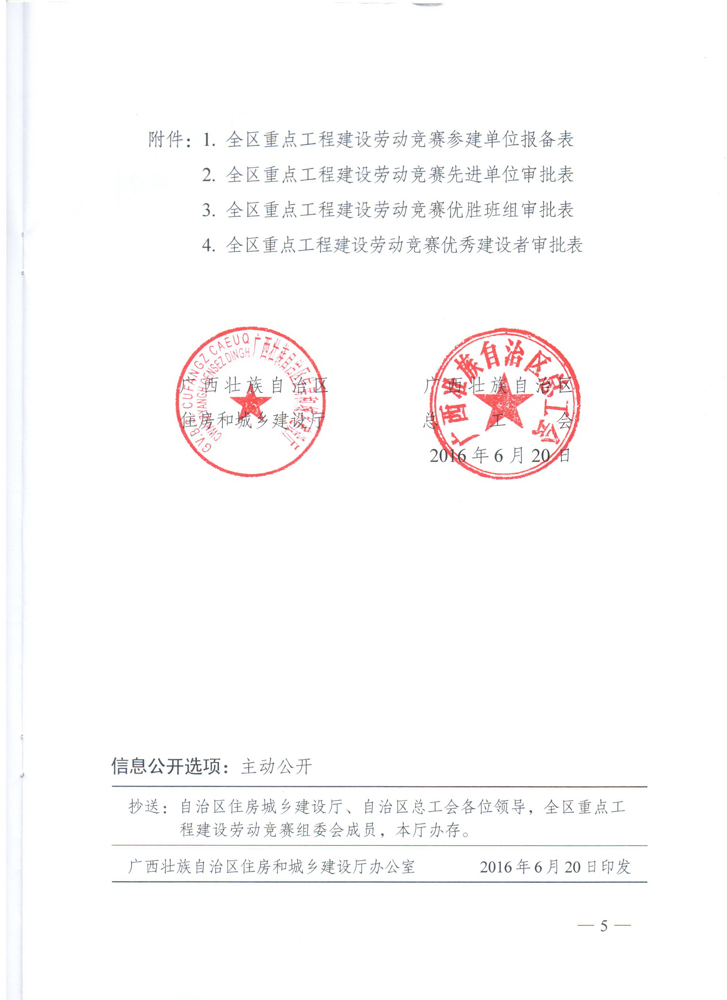 附件：1. 全区重点工程建设劳动竞赛参建单位报备表
2. 全区重点工程建设劳动竞赛先进单位审批表
3. 全区重点工程建设劳动竞赛优胜班组审批表
4. 全区重点工程建设劳动竞赛优秀建设者审批表
GV.B.S. CUFANGZ CAEUQ 广西壮族自治区住房和城乡建设厅
CWNGZYANGH GENSEZ DINGH
广西壮族自治区总工会
广西壮族自治区 广西壮族自治区
住房和城乡建设厅 总工会
2016年6月20日
信息公开选项：主动公开
抄送：自治区住房城乡建设厅、自治区总工会各位领导，全区重点工
程建设劳动竞赛组委会成员，本厅办存。
广西壮族自治区住房和城乡建设厅办公室 2016年6月20日印发
— 5 —